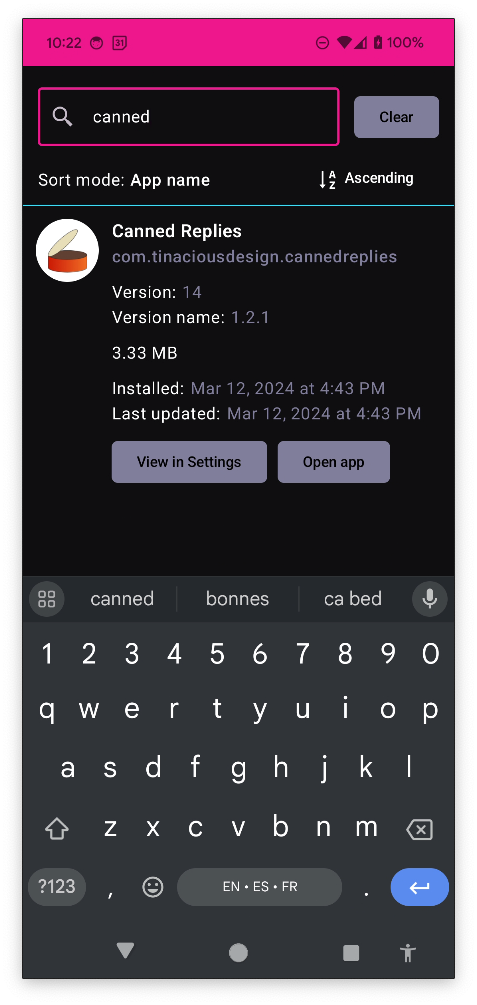 10:22 31 100%
canned Clear
Sort mode: App name Ascending
Canned Replies
com.tinaciousdesign.cannedreplies
Version: 14
Version name: 1.2.1
3.33 MB
Installed: Mar 12, 2024 at 4:43 PM
Last updated: Mar 12, 2024 at 4:43 PM
View in Settings Open app
canned bonnes ca bed
1 2 3 4 5 6 7 8 9 0
q w e r t y u i o p
a s d f g h j k l
z x c v b n m
?123 , EN • ES • FR .